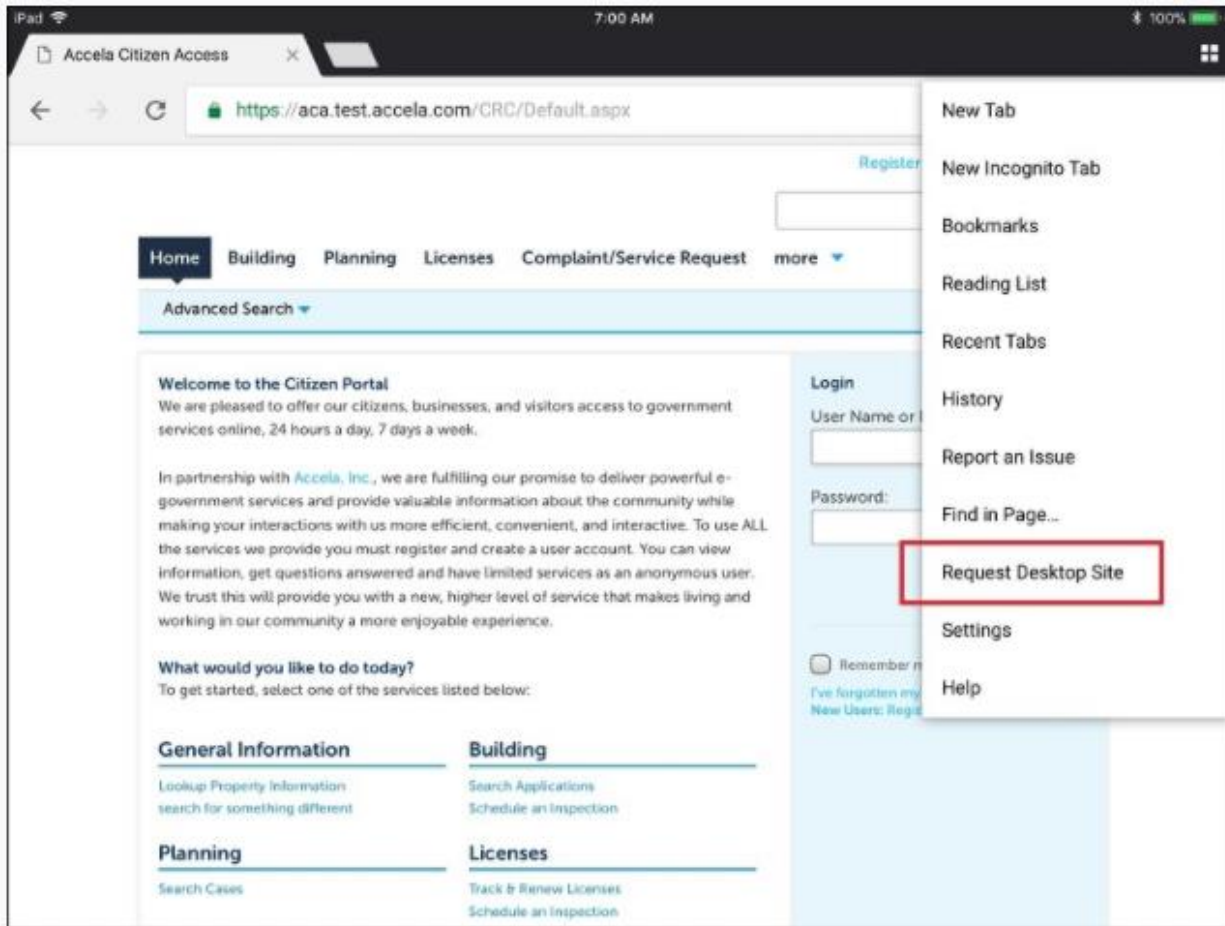 iPad 7:00 AM 100%
Accela Citizen Access
https://aca.test.accela.com/CRC/Default.aspx
Register
Home Building Planning Licenses Complaint/Service Request more
Advanced Search
Welcome to the Citizen Portal
We are pleased to offer our citizens, businesses, and visitors access to government
services online, 24 hours a day, 7 days a week.
In partnership with Accela, Inc., we are fulfilling our promise to deliver powerful e-
government services and provide valuable information about the community while
making your interactions with us more efficient, convenient, and interactive. To use ALL
the services we provide you must register and create a user account. You can view
information, get questions answered and have limited services as an anonymous user.
We trust this will provide you with a new, higher level of service that makes living and
working in our community a more enjoyable experience.
What would you like to do today?
To get started, select one of the services listed below:
General Information
Lookup Property Information
search for something different
Building
Search Applications
Schedule an Inspection
Planning
Search Cases
Licenses
Track & Renew Licenses
Schedule an Inspection
Login
User Name or
Password:
Remember
I've forgotten my
New Users:
New Tab
New Incognito Tab
Bookmarks
Reading List
Recent Tabs
History
Report an Issue
Find in Page...
Request Desktop Site
Settings
Help